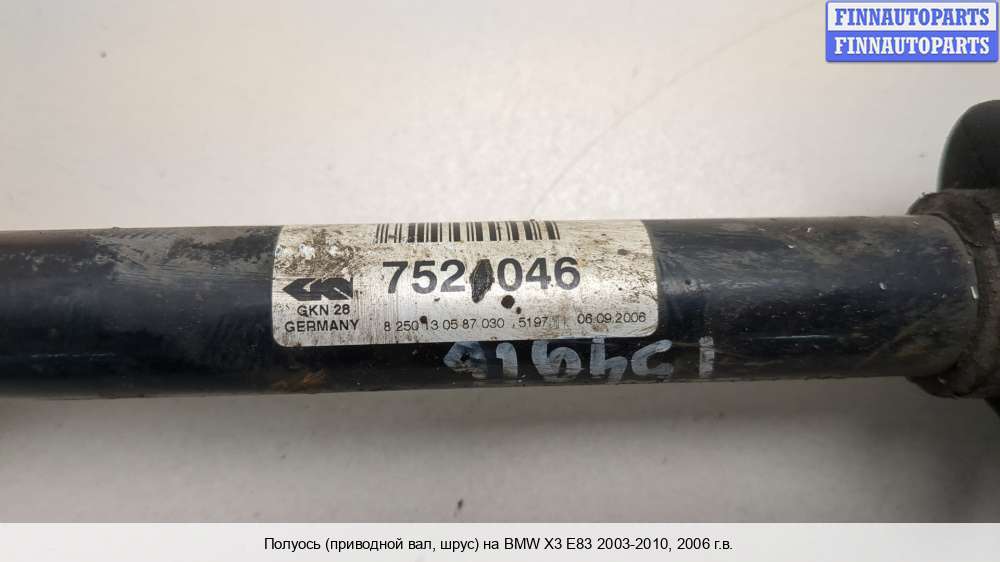 FINNAUTOPARTS
FINNAUTOPARTS
GKN
GKN 28
GERMANY
8 250 13 05 87 030 5197 06.09.2006
Полуось (приводной вал, шрус) на BMW X3 E83 2003-2010, 2006 г.в.